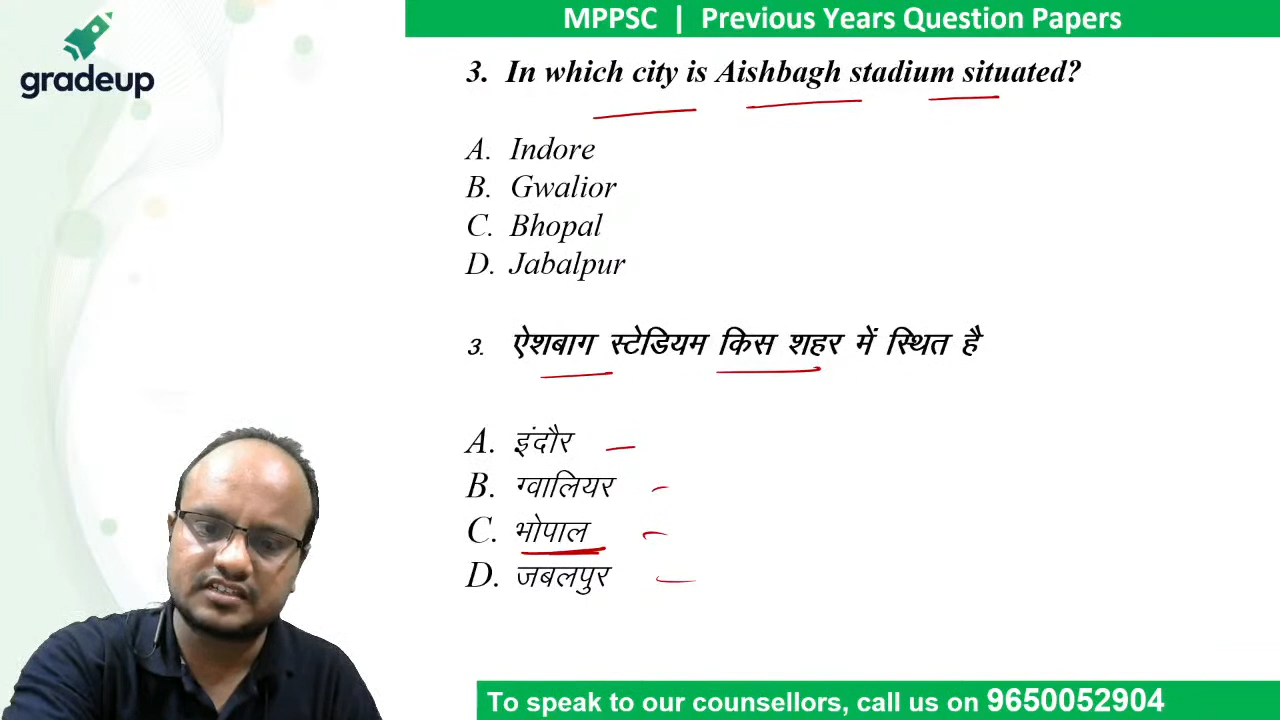 gradeup
MPPSC | Previous Years Question Papers
3. In which city is Aishbagh stadium situated?
A. Indore
B. Gwalior
C. Bhopal
D. Jabalpur
3. ऐशबाग स्टेडियम किस शहर में स्थित है
A. इंदौर
B. ग्वालियर
C. भोपाल
D. जबलपुर
To speak to our counsellors, call us on 9650052904